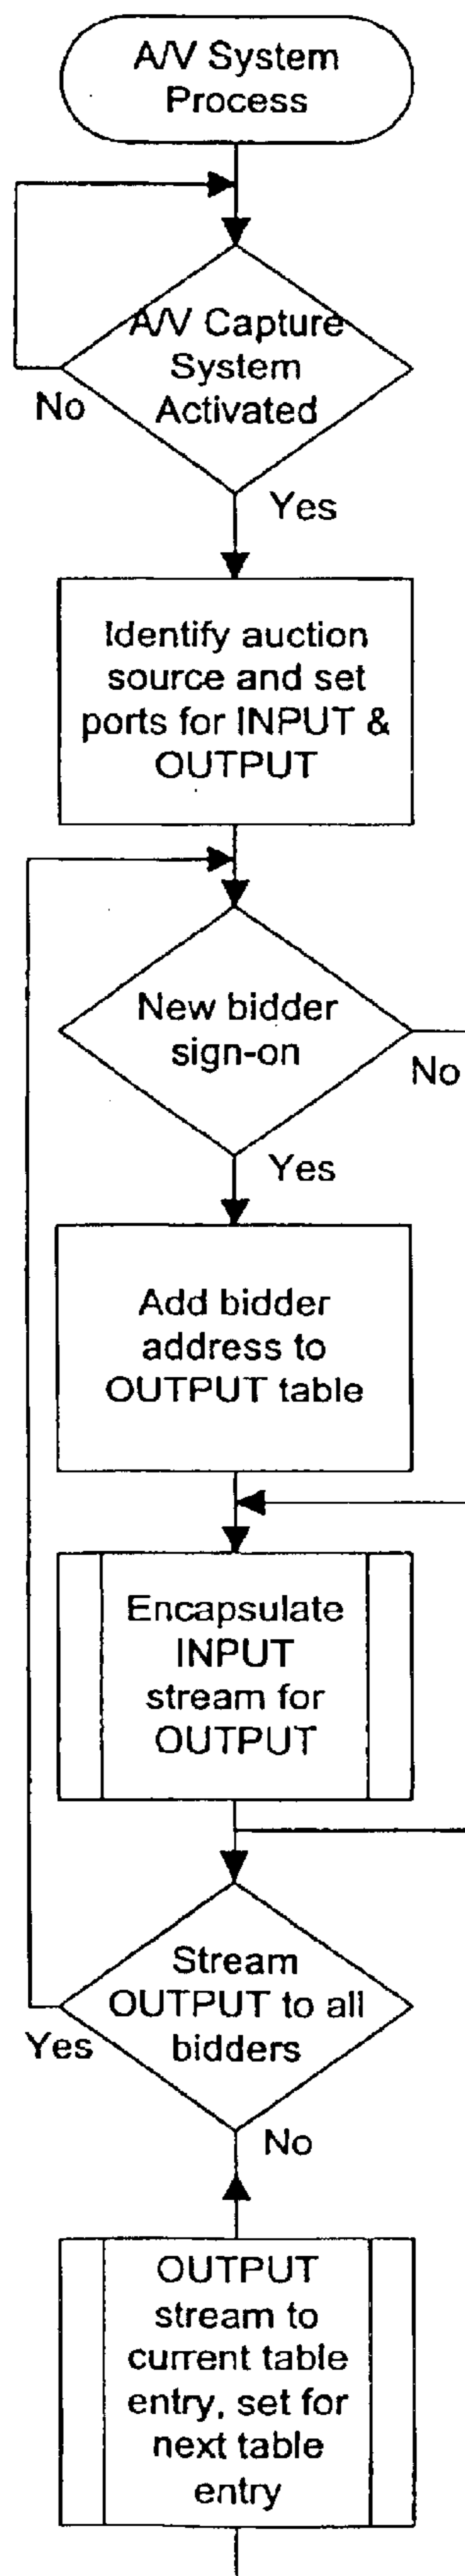 A/V System
Process
A/V Capture
System
Activated
No
Yes
Identify auction
source and set
ports for INPUT &
OUTPUT
New bidder
sign-on
No
Yes
Add bidder
address to
OUTPUT table
Encapsulate
INPUT
stream for
OUTPUT
Stream
OUTPUT to all
bidders
Yes
No
OUTPUT
stream to
current table
entry, set for
next table
entry